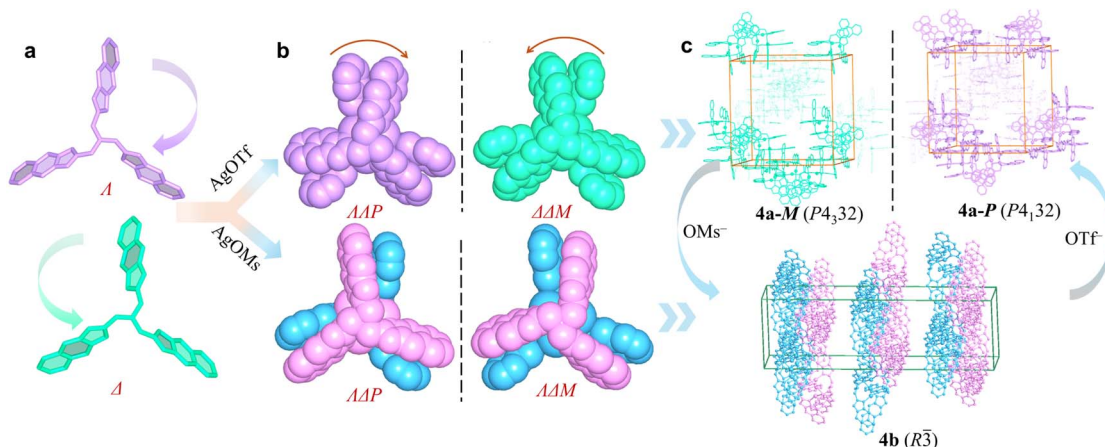 a
b
c
Λ
Δ
AgOTf
AgOMs
ΛΛP
ΔΔM
ΛΔP
ΛΔM
4a-M (P4₃32)
4a-P (P4₁32)
OMs⁻
OTf⁻
4b (R3̅)